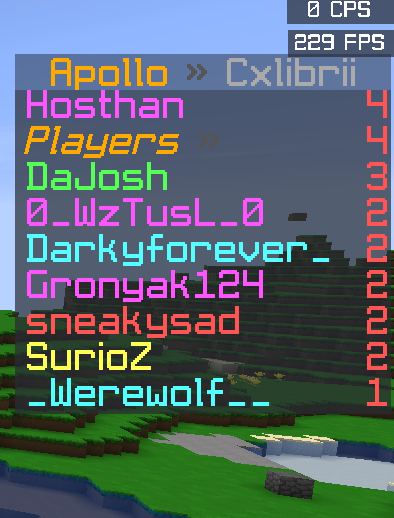 0 CPS
229 FPS
Apollo » Cxlibrii
Hosthan 4
Players » 4
DaJosh 3
0_WzTusL_0 2
Darkyforever_ 2
Gronyak124 2
sneakysad 2
SurioZ 2
_Werewolf__ 1